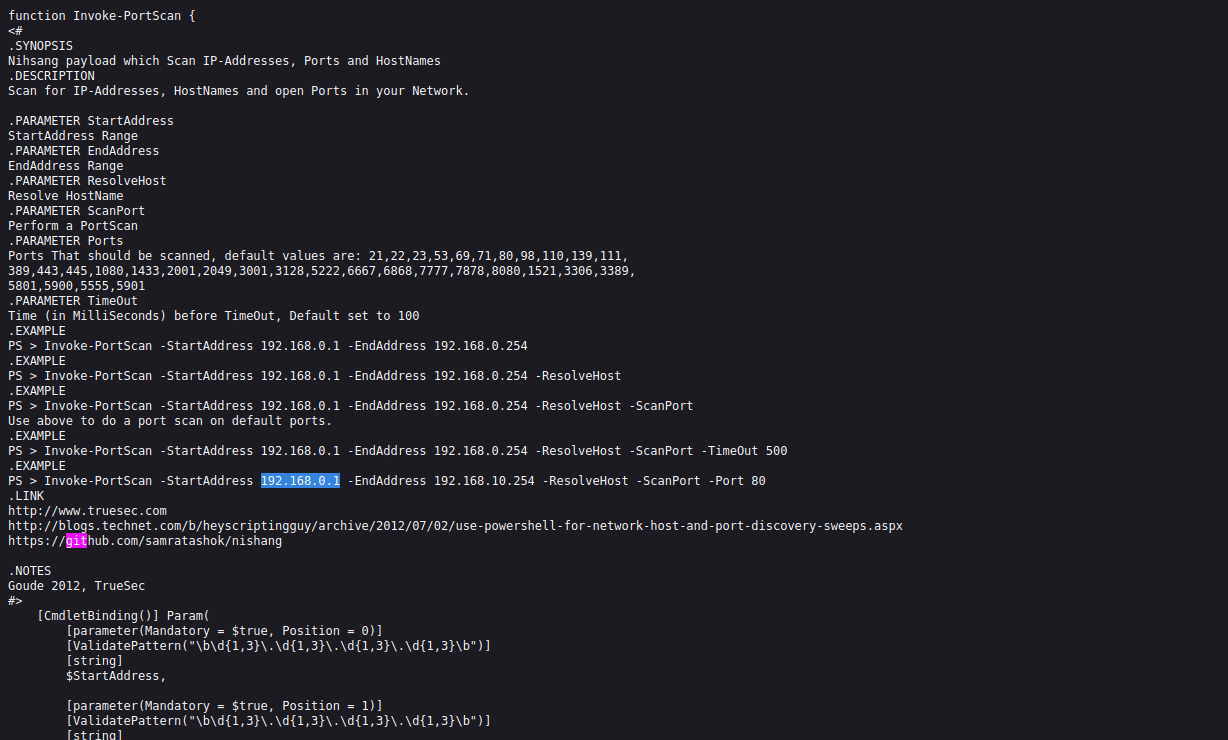 function Invoke-PortScan {
<#
.SYNOPSIS
Nihsang payload which Scan IP-Addresses, Ports and HostNames
.DESCRIPTION
Scan for IP-Addresses, HostNames and open Ports in your Network.

.PARAMETER StartAddress
StartAddress Range
.PARAMETER EndAddress
EndAddress Range
.PARAMETER ResolveHost
Resolve HostName
.PARAMETER ScanPort
Perform a PortScan
.PARAMETER Ports
Ports That should be scanned, default values are: 21,22,23,53,69,71,80,98,110,139,111,
389,443,445,1080,1433,2001,2049,3001,3128,5222,6667,6868,7777,7878,8080,1521,3306,3389,
5801,5900,5555,5901
.PARAMETER TimeOut
Time (in MilliSeconds) before TimeOut, Default set to 100
.EXAMPLE
PS > Invoke-PortScan -StartAddress 192.168.0.1 -EndAddress 192.168.0.254
.EXAMPLE
PS > Invoke-PortScan -StartAddress 192.168.0.1 -EndAddress 192.168.0.254 -ResolveHost
.EXAMPLE
PS > Invoke-PortScan -StartAddress 192.168.0.1 -EndAddress 192.168.0.254 -ResolveHost -ScanPort
Use above to do a port scan on default ports.
.EXAMPLE
PS > Invoke-PortScan -StartAddress 192.168.0.1 -EndAddress 192.168.0.254 -ResolveHost -ScanPort -TimeOut 500
.EXAMPLE
PS > Invoke-PortScan -StartAddress 192.168.0.1 -EndAddress 192.168.10.254 -ResolveHost -ScanPort -Port 80
.LINK
http://www.truesec.com
http://blogs.technet.com/b/heyscriptingguy/archive/2012/07/02/use-powershell-for-network-host-and-port-discovery-sweeps.aspx
https://github.com/samratashok/nishang

.NOTES
Goude 2012, TrueSec
#>
    [CmdletBinding()] Param(
        [parameter(Mandatory = $true, Position = 0)]
        [ValidatePattern("\b\d{1,3}\.\d{1,3}\.\d{1,3}\.\d{1,3}\b")]
        [string]
        $StartAddress,

        [parameter(Mandatory = $true, Position = 1)]
        [ValidatePattern("\b\d{1,3}\.\d{1,3}\.\d{1,3}\.\d{1,3}\b")]
        [string]